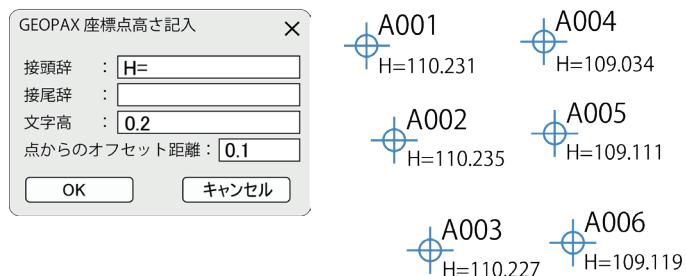 GEOPAX 座標点高さ記入 ×
接頭辞 : H=
接尾辞 :
文字高 : 0.2
点からのオフセット距離: 0.1
OK キャンセル
A001
H=110.231
A004
H=109.034
A002
H=110.235
A005
H=109.111
A003
H=110.227
A006
H=109.119